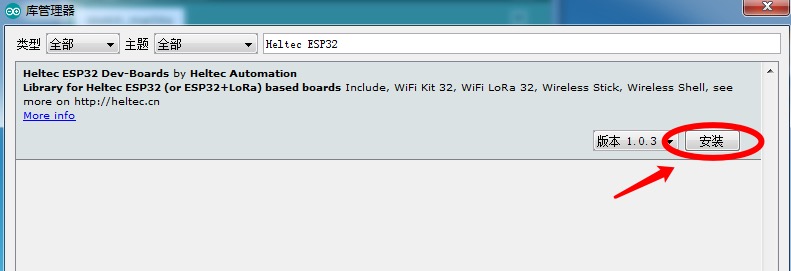 库管理器
类型 全部 主题 全部 Heltec ESP32
Heltec ESP32 Dev-Boards by Heltec Automation
Library for Heltec ESP32 (or ESP32+LoRa) based boards Include, WiFi Kit 32, WiFi LoRa 32, Wireless Stick, Wireless Shell, see
more on http://heltec.cn
More info
版本 1.0.3 安装